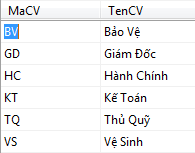 MaCV TenCV
BV Bảo Vệ
GD Giám Đốc
HC Hành Chính
KT Kế Toán
TQ Thủ Quỹ
VS Vệ Sinh